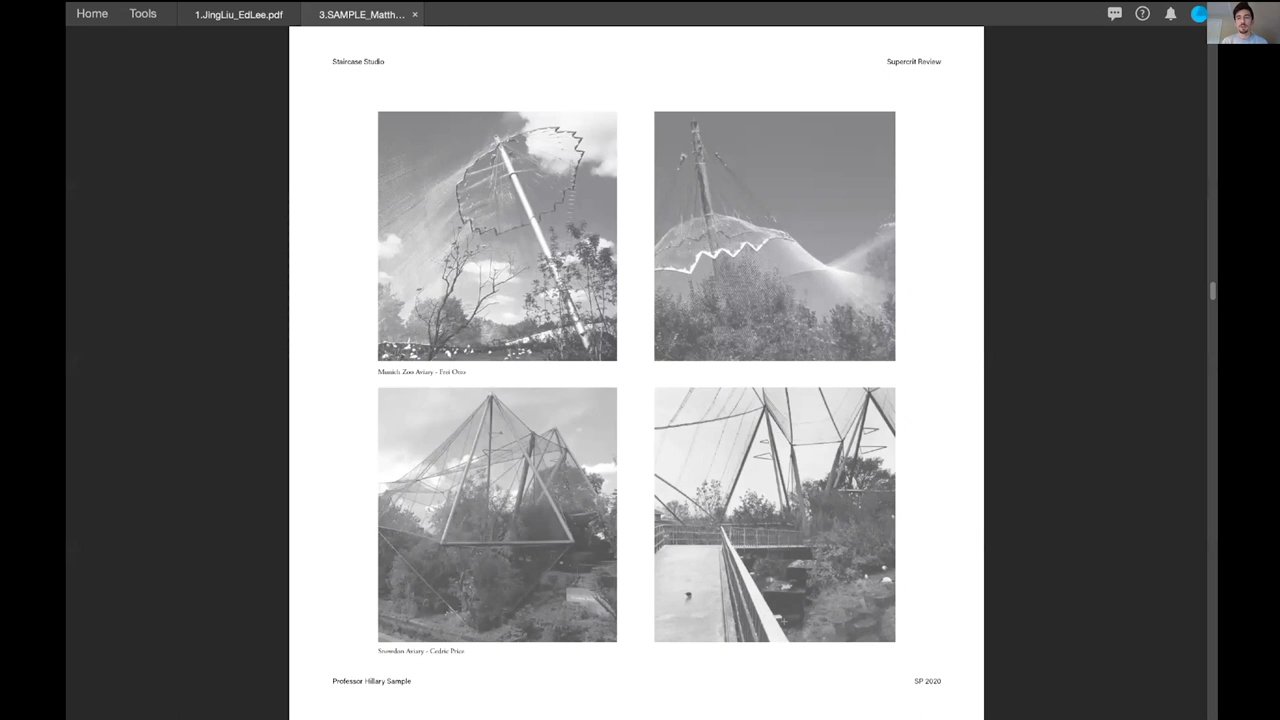 Home Tools 1.JingLiu_EdLee.pdf 3.SAMPLE_Matth... ×
Staircase Studio Supercrit Review
Munich Zoo Aviary - Frei Otto
Snowdon Aviary - Cedric Price
Professor Hillary Sample SP 2020